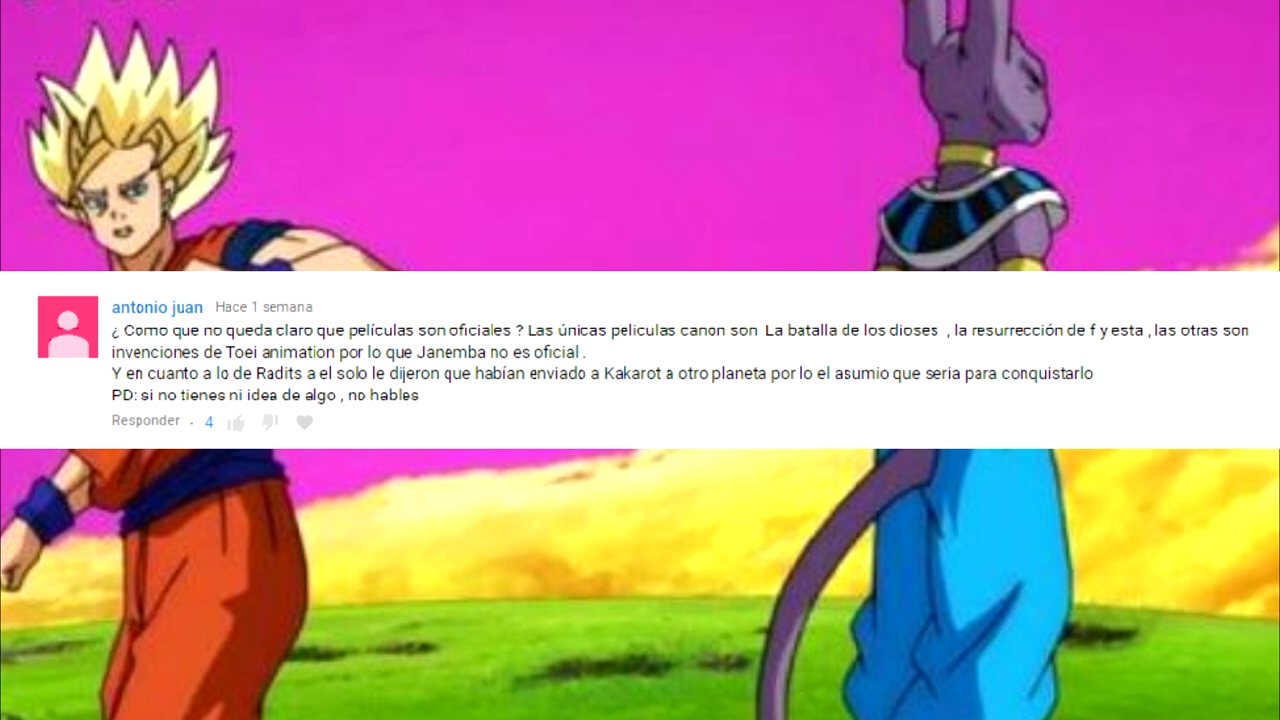 antonio juan Hace 1 semana
¿ Como que no queda claro que películas son oficiales ? Las únicas peliculas canon son La batalla de los dioses , la resurrección de f y esta , las otras son
invenciones de Toei animation por lo que Janemba no es oficial .
Y en cuanto a lo de Radits a el solo le dijeron que habían enviado a Kakarot a otro planeta por lo el asumio que seria para conquistarlo
PD: si no tienes ni idea de algo , no hables
Responder · 4